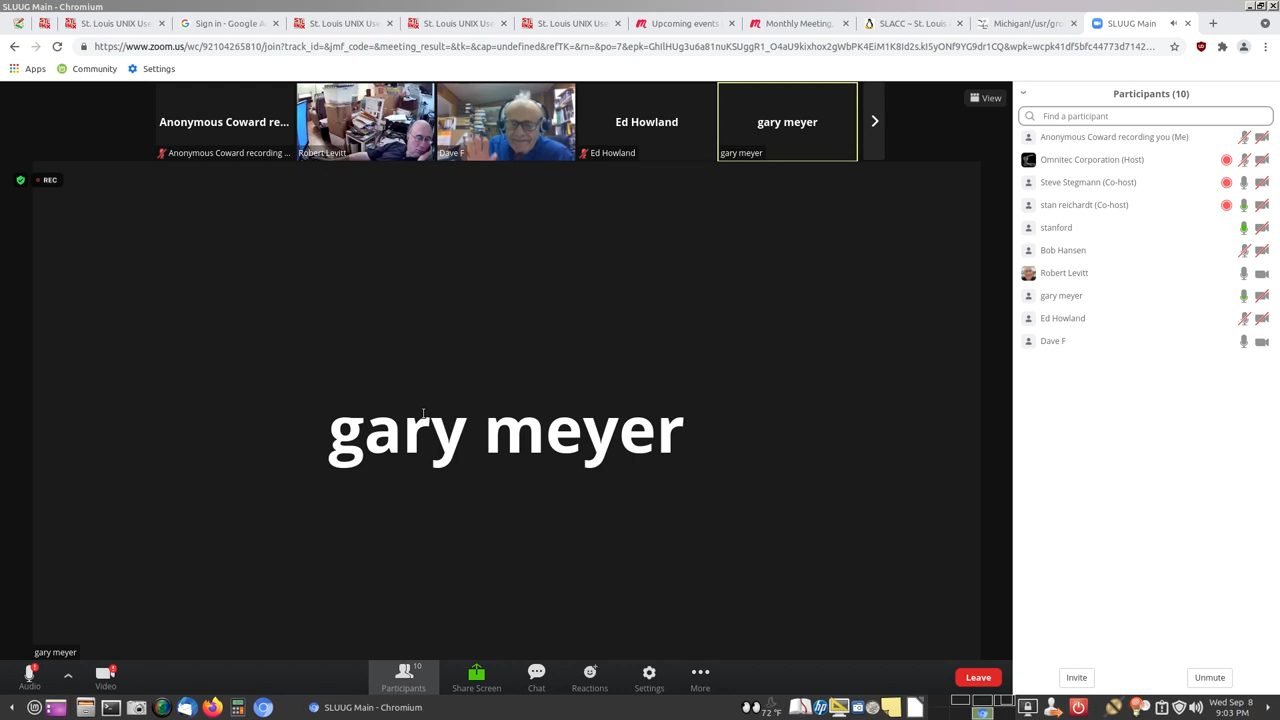 SLUUG Main - Chromium
St. Louis UNIX Use
Sign in - Google A
St. Louis UNIX Use
St. Louis UNIX Use
St. Louis UNIX Use
Upcoming events
Monthly Meeting,
SLACC – St. Louis
Michigan!/usr/gro
SLUUG Main
Apps
Community
Settings
Anonymous Coward re...
Anonymous Coward recording ...
Robert Levitt
Dave F
Ed Howland
Ed Howland
gary meyer
gary meyer
View
REC
gary meyer
gary meyer
Participants (10)
Find a participant
Anonymous Coward recording you (Me)
Omnitec Corporation (Host)
Steve Stegmann (Co-host)
stan reichardt (Co-host)
stanford
Bob Hansen
Robert Levitt
gary meyer
Ed Howland
Dave F
Audio
Video
10
Participants
Share Screen
Chat
Reactions
Settings
More
Leave
Invite
Unmute
SLUUG Main - Chromium
72 °F
Wed Sep 8
9:03 PM